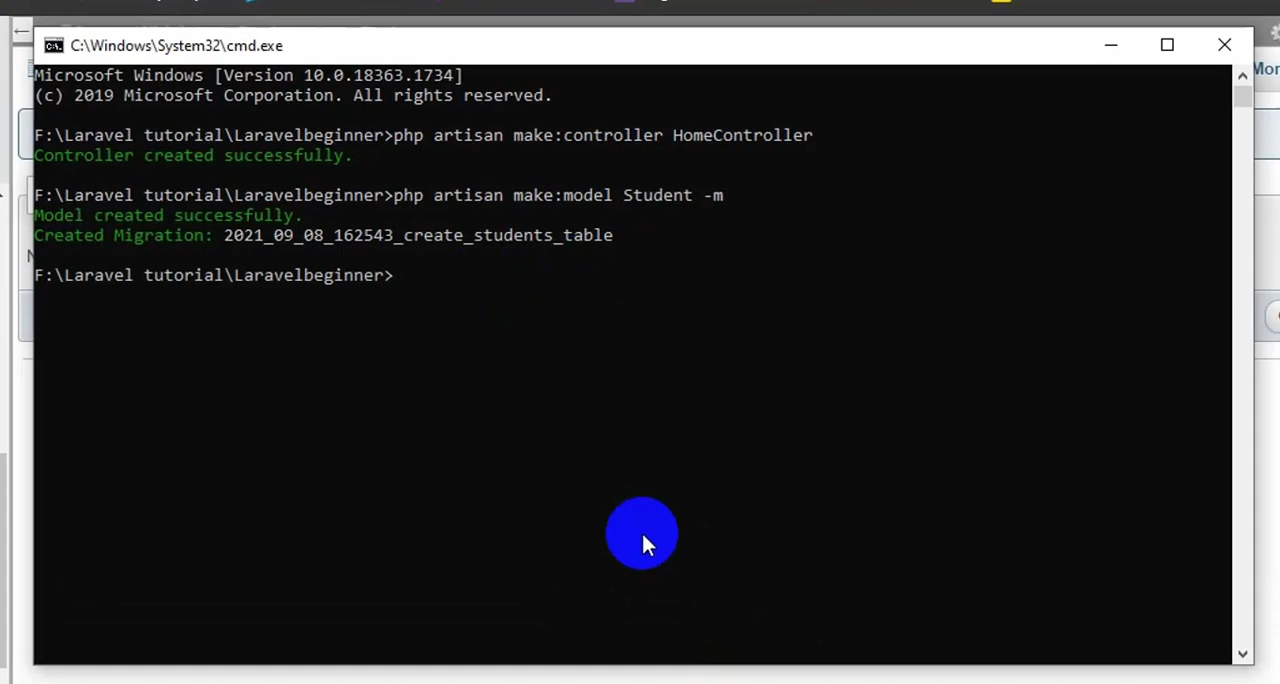 C:\Windows\System32\cmd.exe
Microsoft Windows [Version 10.0.18363.1734]
(c) 2019 Microsoft Corporation. All rights reserved.
F:\Laravel tutorial\Laravelbeginner>php artisan make:controller HomeController
Controller created successfully.
F:\Laravel tutorial\Laravelbeginner>php artisan make:model Student -m
Model created successfully.
Created Migration: 2021_09_08_162543_create_students_table
F:\Laravel tutorial\Laravelbeginner>